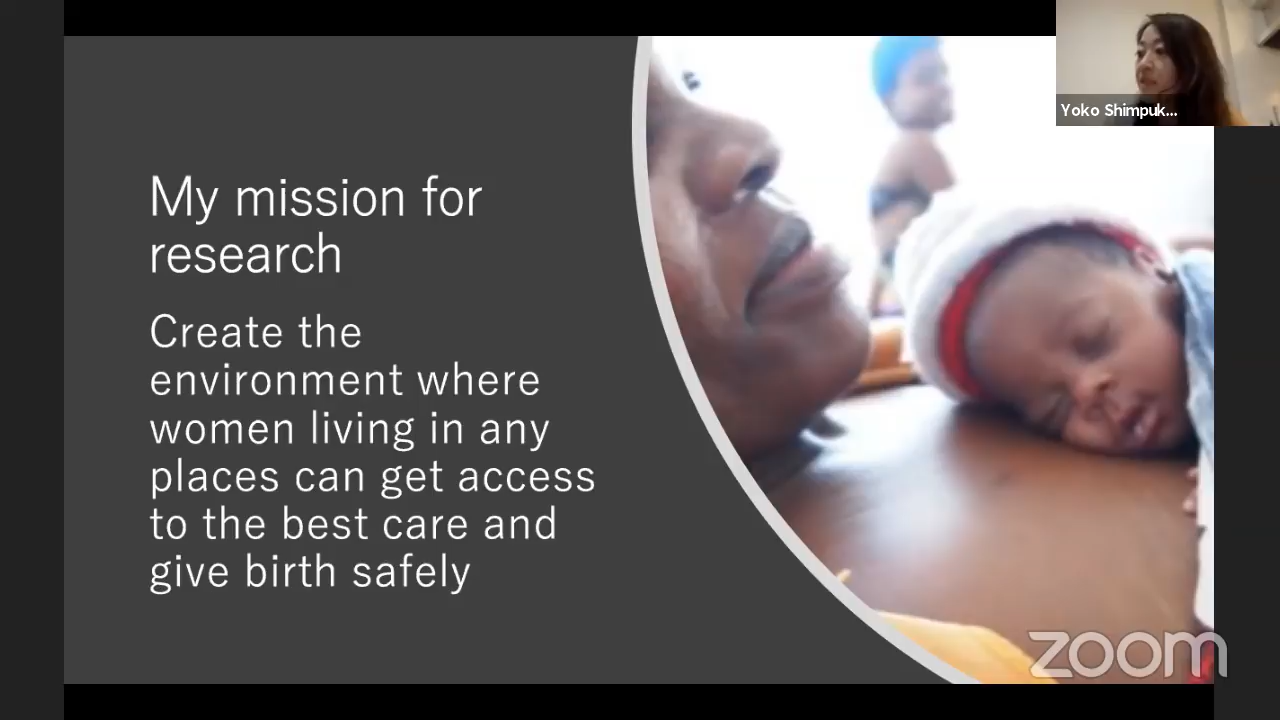 Yoko Shimpuk...
My mission for
research
Create the
environment where
women living in any
places can get access
to the best care and
give birth safely
zoom